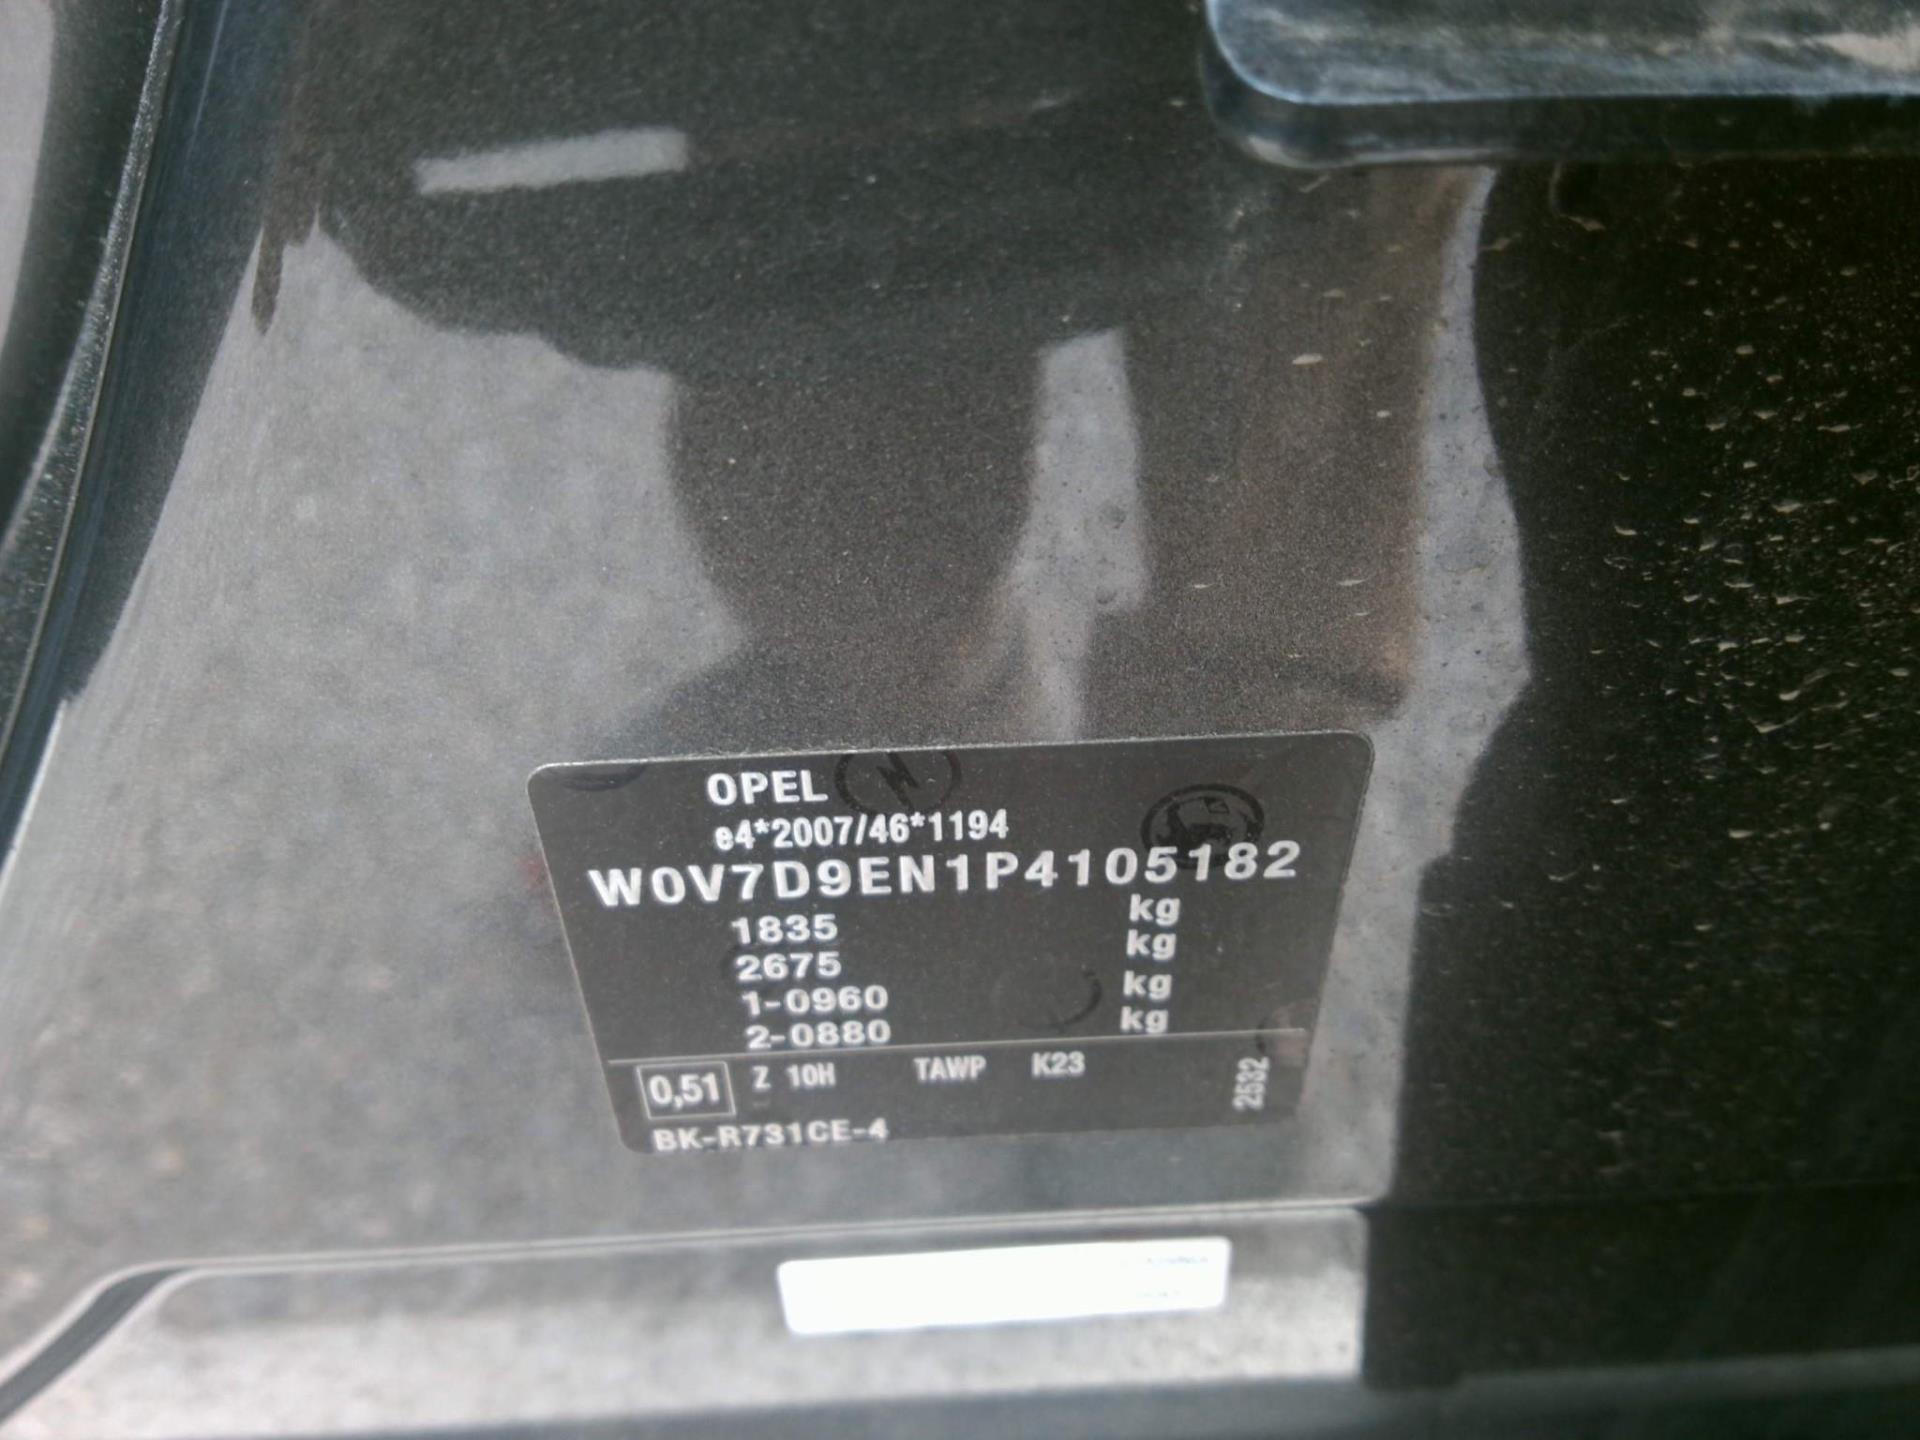 OPEL
e4*2007/46*1194
W0V7D9EN1P4105182
1835 kg
2675 kg
1-0960 kg
2-0880 kg
0,51 Z 10H TAWP K23
2532
BK-R731CE-4